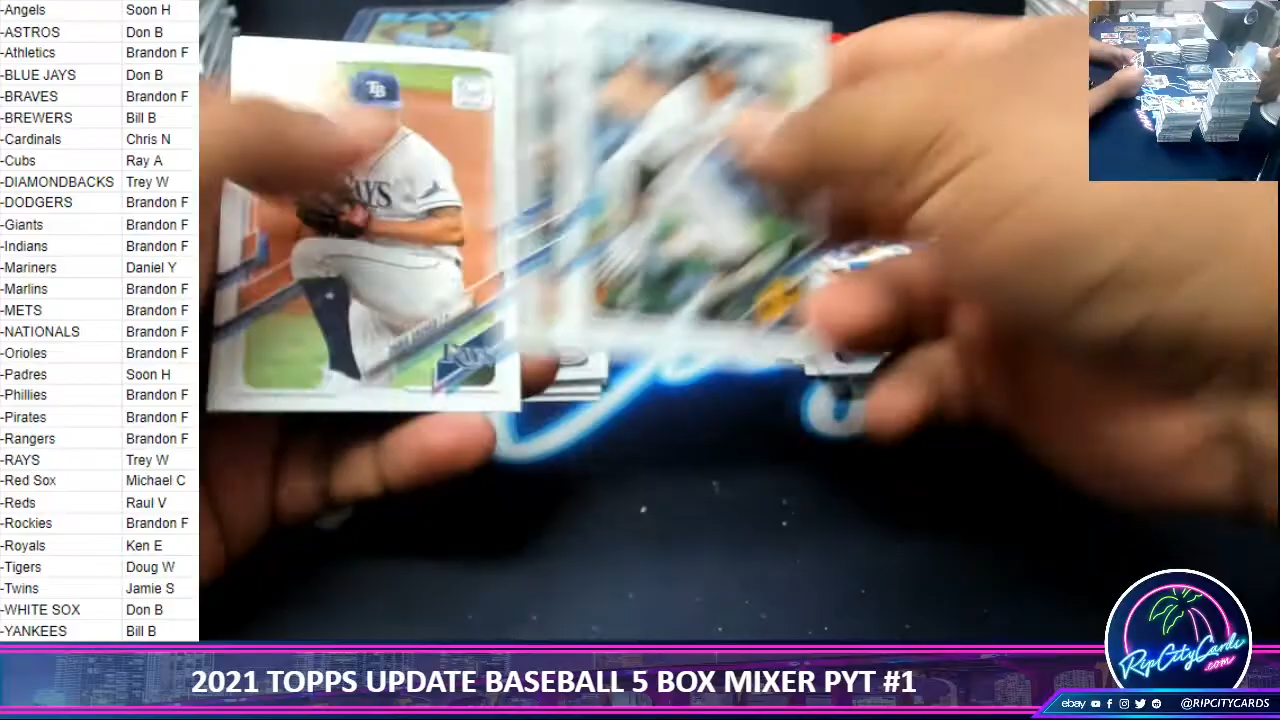 -Angels Soon H
-ASTROS Don B
-Athletics Brandon F
-BLUE JAYS Don B
-BRAVES Brandon F
-BREWERS Bill B
-Cardinals Chris N
-Cubs Ray A
-DIAMONDBACKS Trey W
-DODGERS Brandon F
-Giants Brandon F
-Indians Brandon F
-Mariners Daniel Y
-Marlins Brandon F
-METS Brandon F
-NATIONALS Brandon F
-Orioles Brandon F
-Padres Soon H
-Phillies Brandon F
-Pirates Brandon F
-Rangers Brandon F
-RAYS Trey W
-Red Sox Michael C
-Reds Raul V
-Rockies Brandon F
-Royals Ken E
-Tigers Doug W
-Twins Jamie S
-WHITE SOX Don B
-YANKEES Bill B
TB
RAYS
RAYS
RipCityCards
.com
2021 TOPPS UPDATE BASEBALL 5 BOX MIXER PYT #1
ebay @RIPCITYCARDS